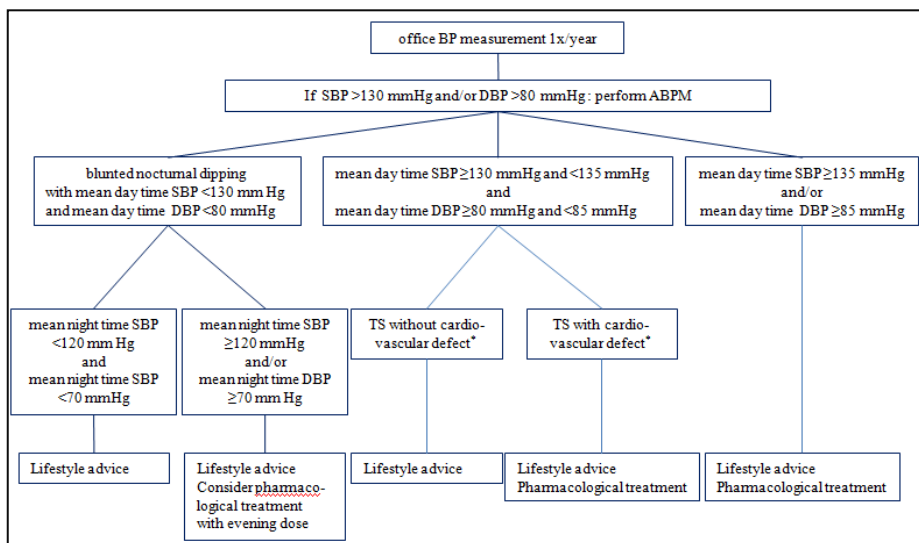 office BP measurement 1x/year
If SBP >130 mmHg and/or DBP >80 mmHg: perform ABPM
blunted nocturnal dipping
with mean day time SBP <130 mm Hg
and mean day time DBP<80 mmHg
mean day time SBP≥130 mmHg and <135 mmHg
and
mean day time DBP≥80 mmHg and <85 mmHg
mean day time SBP≥135 mmHg
and/or
mean day time DBP ≥85 mmHg
mean night time SBP
<120 mm Hg
and
mean night time SBP
<70 mmHg
mean night time SBP
≥120 mmHg
and/or
mean night time DBP
≥70 mm Hg
TS without cardio-
vascular defect*
TS with cardio-
vascular defect*
Lifestyle advice
Lifestyle advice
Consider pharmaco-
logical treatment
with evening dose
Lifestyle advice
Lifestyle advice
Pharmacological treatment
Lifestyle advice
Pharmacological treatment